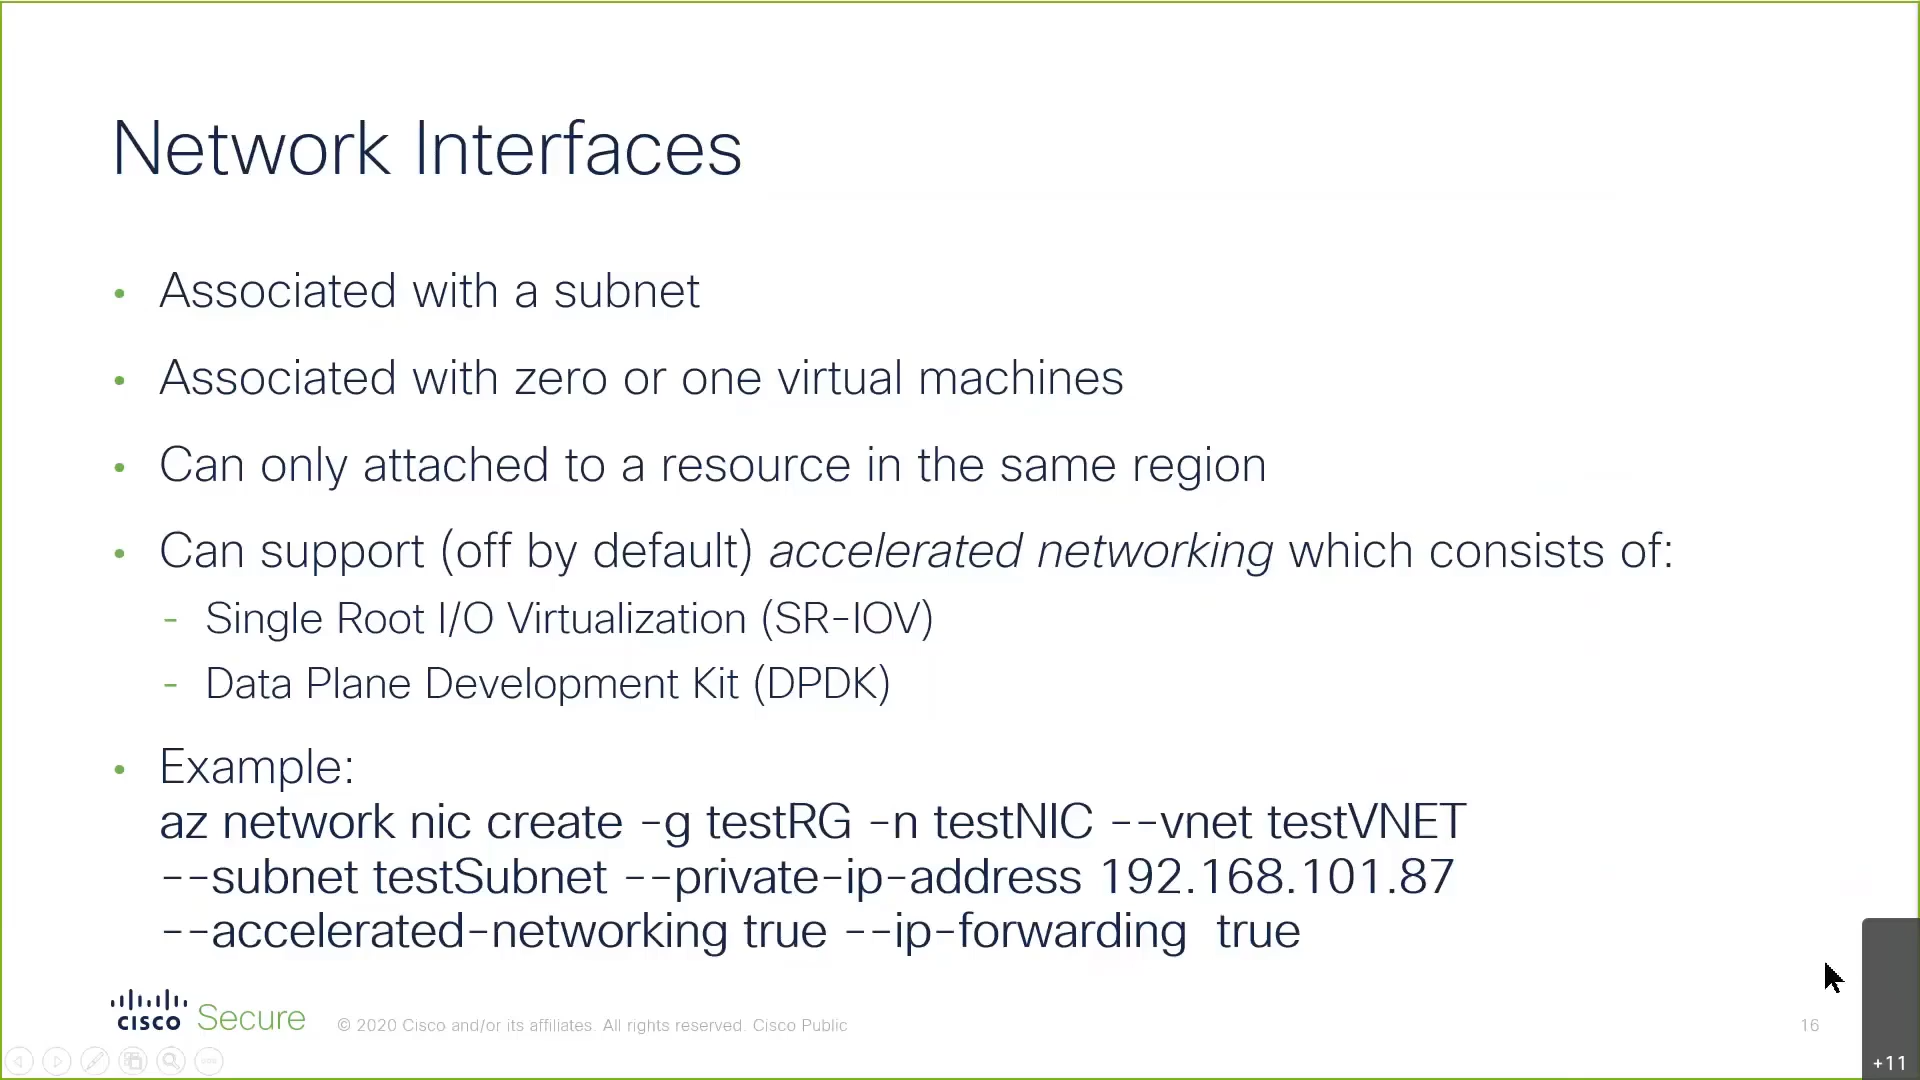 Network Interfaces
• Associated with a subnet
• Associated with zero or one virtual machines
• Can only attached to a resource in the same region
• Can support (off by default) accelerated networking which consists of:
- Single Root I/O Virtualization (SR-IOV)
- Data Plane Development Kit (DPDK)
• Example:
az network nic create -g testRG -n testNIC --vnet testVNET
--subnet testSubnet --private-ip-address 192.168.101.87
--accelerated-networking true --ip-forwarding  true
cisco Secure © 2020 Cisco and/or its affiliates. All rights reserved. Cisco Public 16
+11